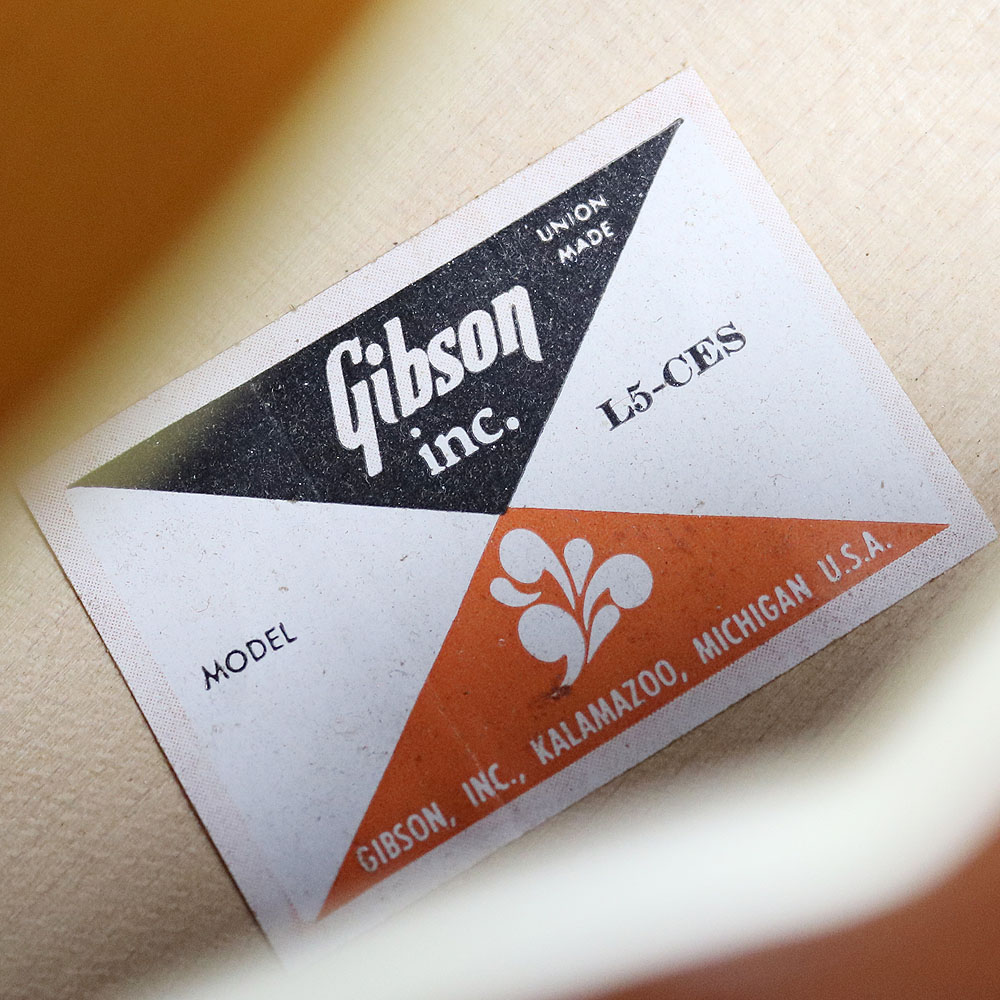 UNION
MADE
Gibson
inc.
L5-CES
MODEL
GIBSON, INC., KALAMAZOO, MICHIGAN U.S.A.